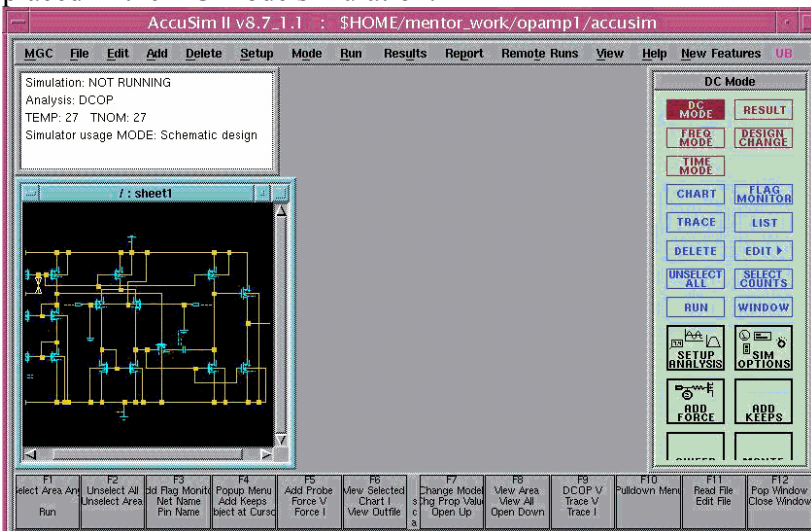 AccuSim II v8.7_1.1 : $HOME/mentor_work/opamp1/accusim
MGC File Edit Add Delete Setup Mode Run Results Report Remote Runs View Help New Features UB
Simulation: NOT RUNNING
Analysis: DCOP
TEMP: 27 TNOM: 27
Simulator usage MODE: Schematic design
/ : sheet1
DC Mode
DC MODE
RESULT
FREQ MODE
DESIGN CHANGE
TIME MODE
CHART
FLAG MONITOR
TRACE
LIST
DELETE
EDIT
UNSELECT ALL
SELECT COUNTS
RUN
WINDOW
SETUP ANALYSIS
SIM OPTIONS
ADD FORCE
ADD KEEPS
F1 F2 F3 F4 F5 F6 F7 F8 F9 F10 F11 F12
elect Area Any Unselect All dd Flag Monito Popup Menu Add Probe View Selected Change Model View Area DCOP V Pulldown Menu Read File Pop Window
Unselect Area Net Name Add Keeps Force V Chart I Chg Prop Value View All Trace V Edit File Close Window
Run Pin Name bject at Curso Force I View Outfile Open Up Open Down Trace I